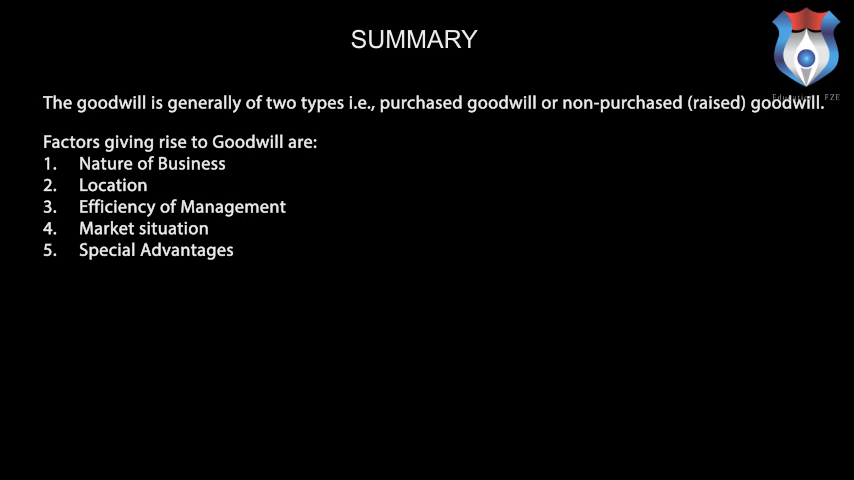 SUMMARY
The goodwill is generally of two types i.e., purchased goodwill or non-purchased (raised) goodwill.
Factors giving rise to Goodwill are:
1. Nature of Business
2. Location
3. Efficiency of Management
4. Market situation
5. Special Advantages
FZE